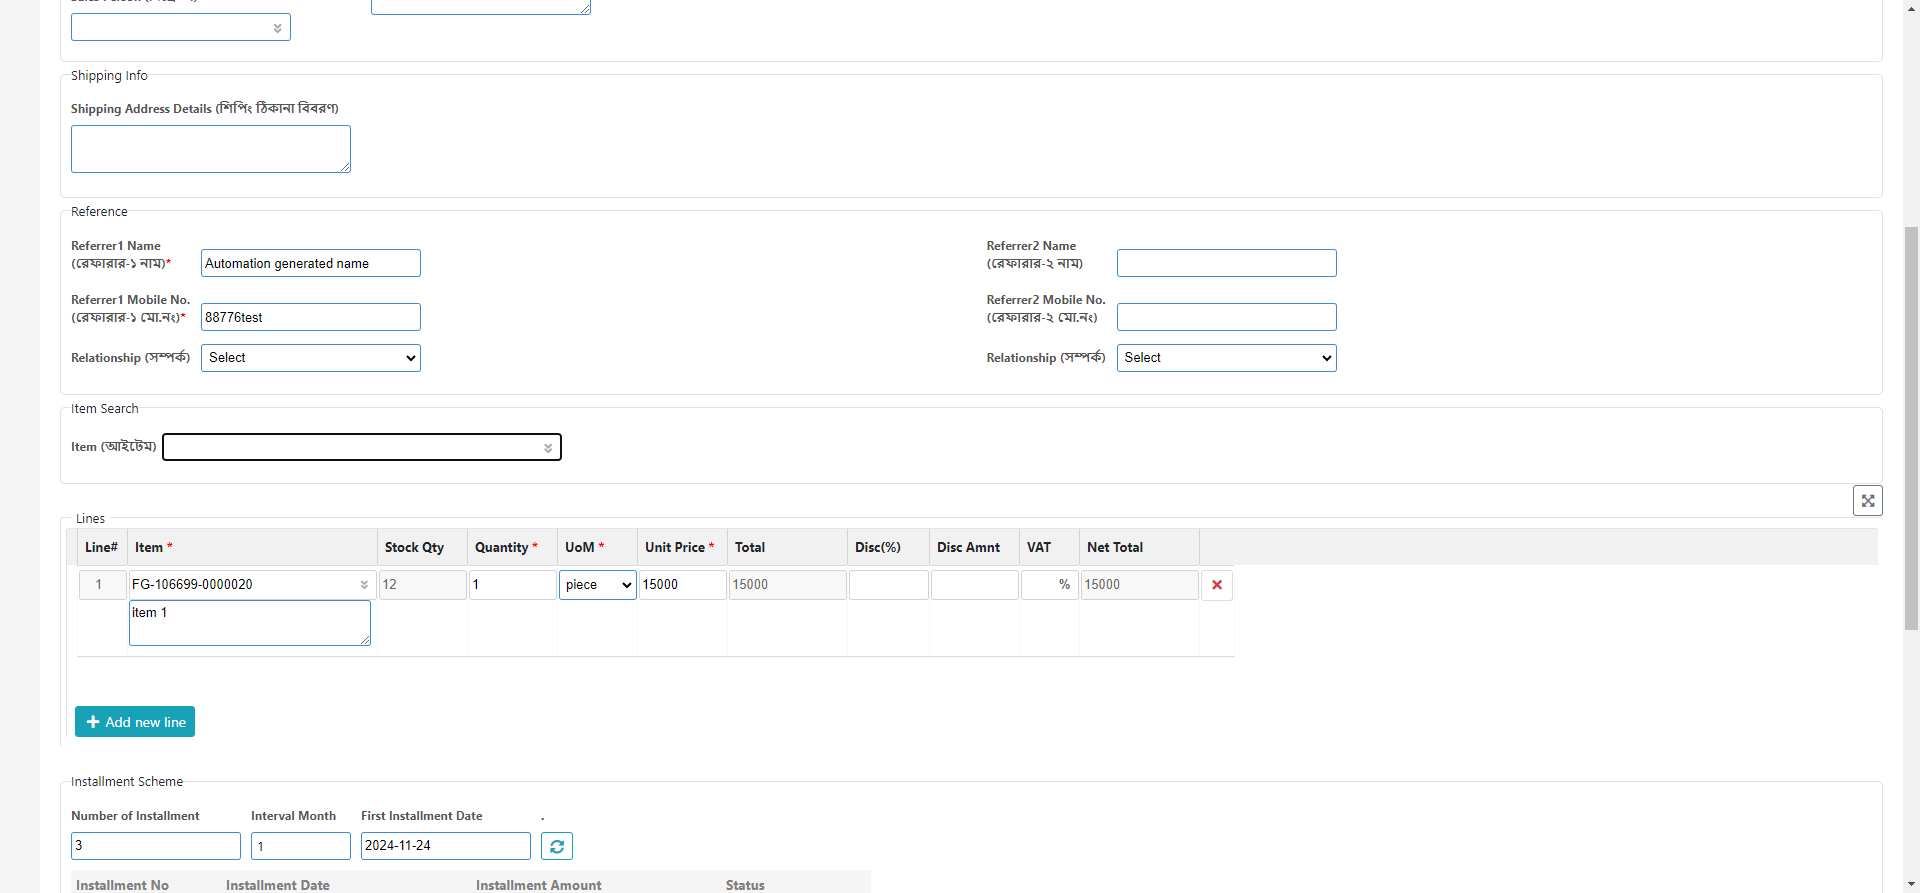 Shipping Info
Shipping Address Details (শিপিং ঠিকানা বিবরণ)
Reference
Referrer1 Name
(রেফারার-১ নাম)*
Automation generated name
Referrer2 Name
(রেফারার-২ নাম)
Referrer1 Mobile No.
(রেফারার-১ মো.নং)*
88776test
Referrer2 Mobile No.
(রেফারার-২ মো.নং)
Relationship (সম্পর্ক) Select
Relationship (সম্পর্ক) Select
Item Search
Item (আইটেম)
Lines
Line# Item * Stock Qty Quantity * UoM * Unit Price * Total Disc(%) Disc Amnt VAT Net Total
1 FG-106699-0000020 12 1 piece 15000 15000 % 15000
item 1
Add new line
Installment Scheme
Number of Installment Interval Month First Installment Date .
3 1 2024-11-24
Installment No Installment Date Installment Amount Status